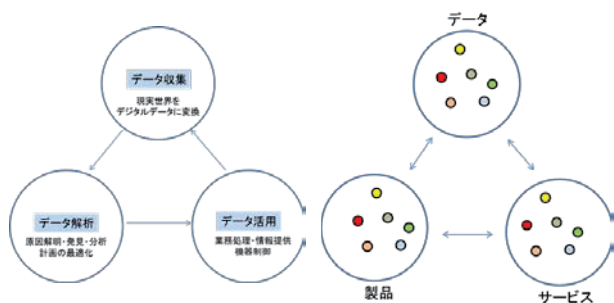 データ
データ収集
現実世界を
デジタルデータに変換
データ解析
原因解明・発見・分析
計画の最適化
データ活用
業務処理・情報提供
機器制御
製品
サービス